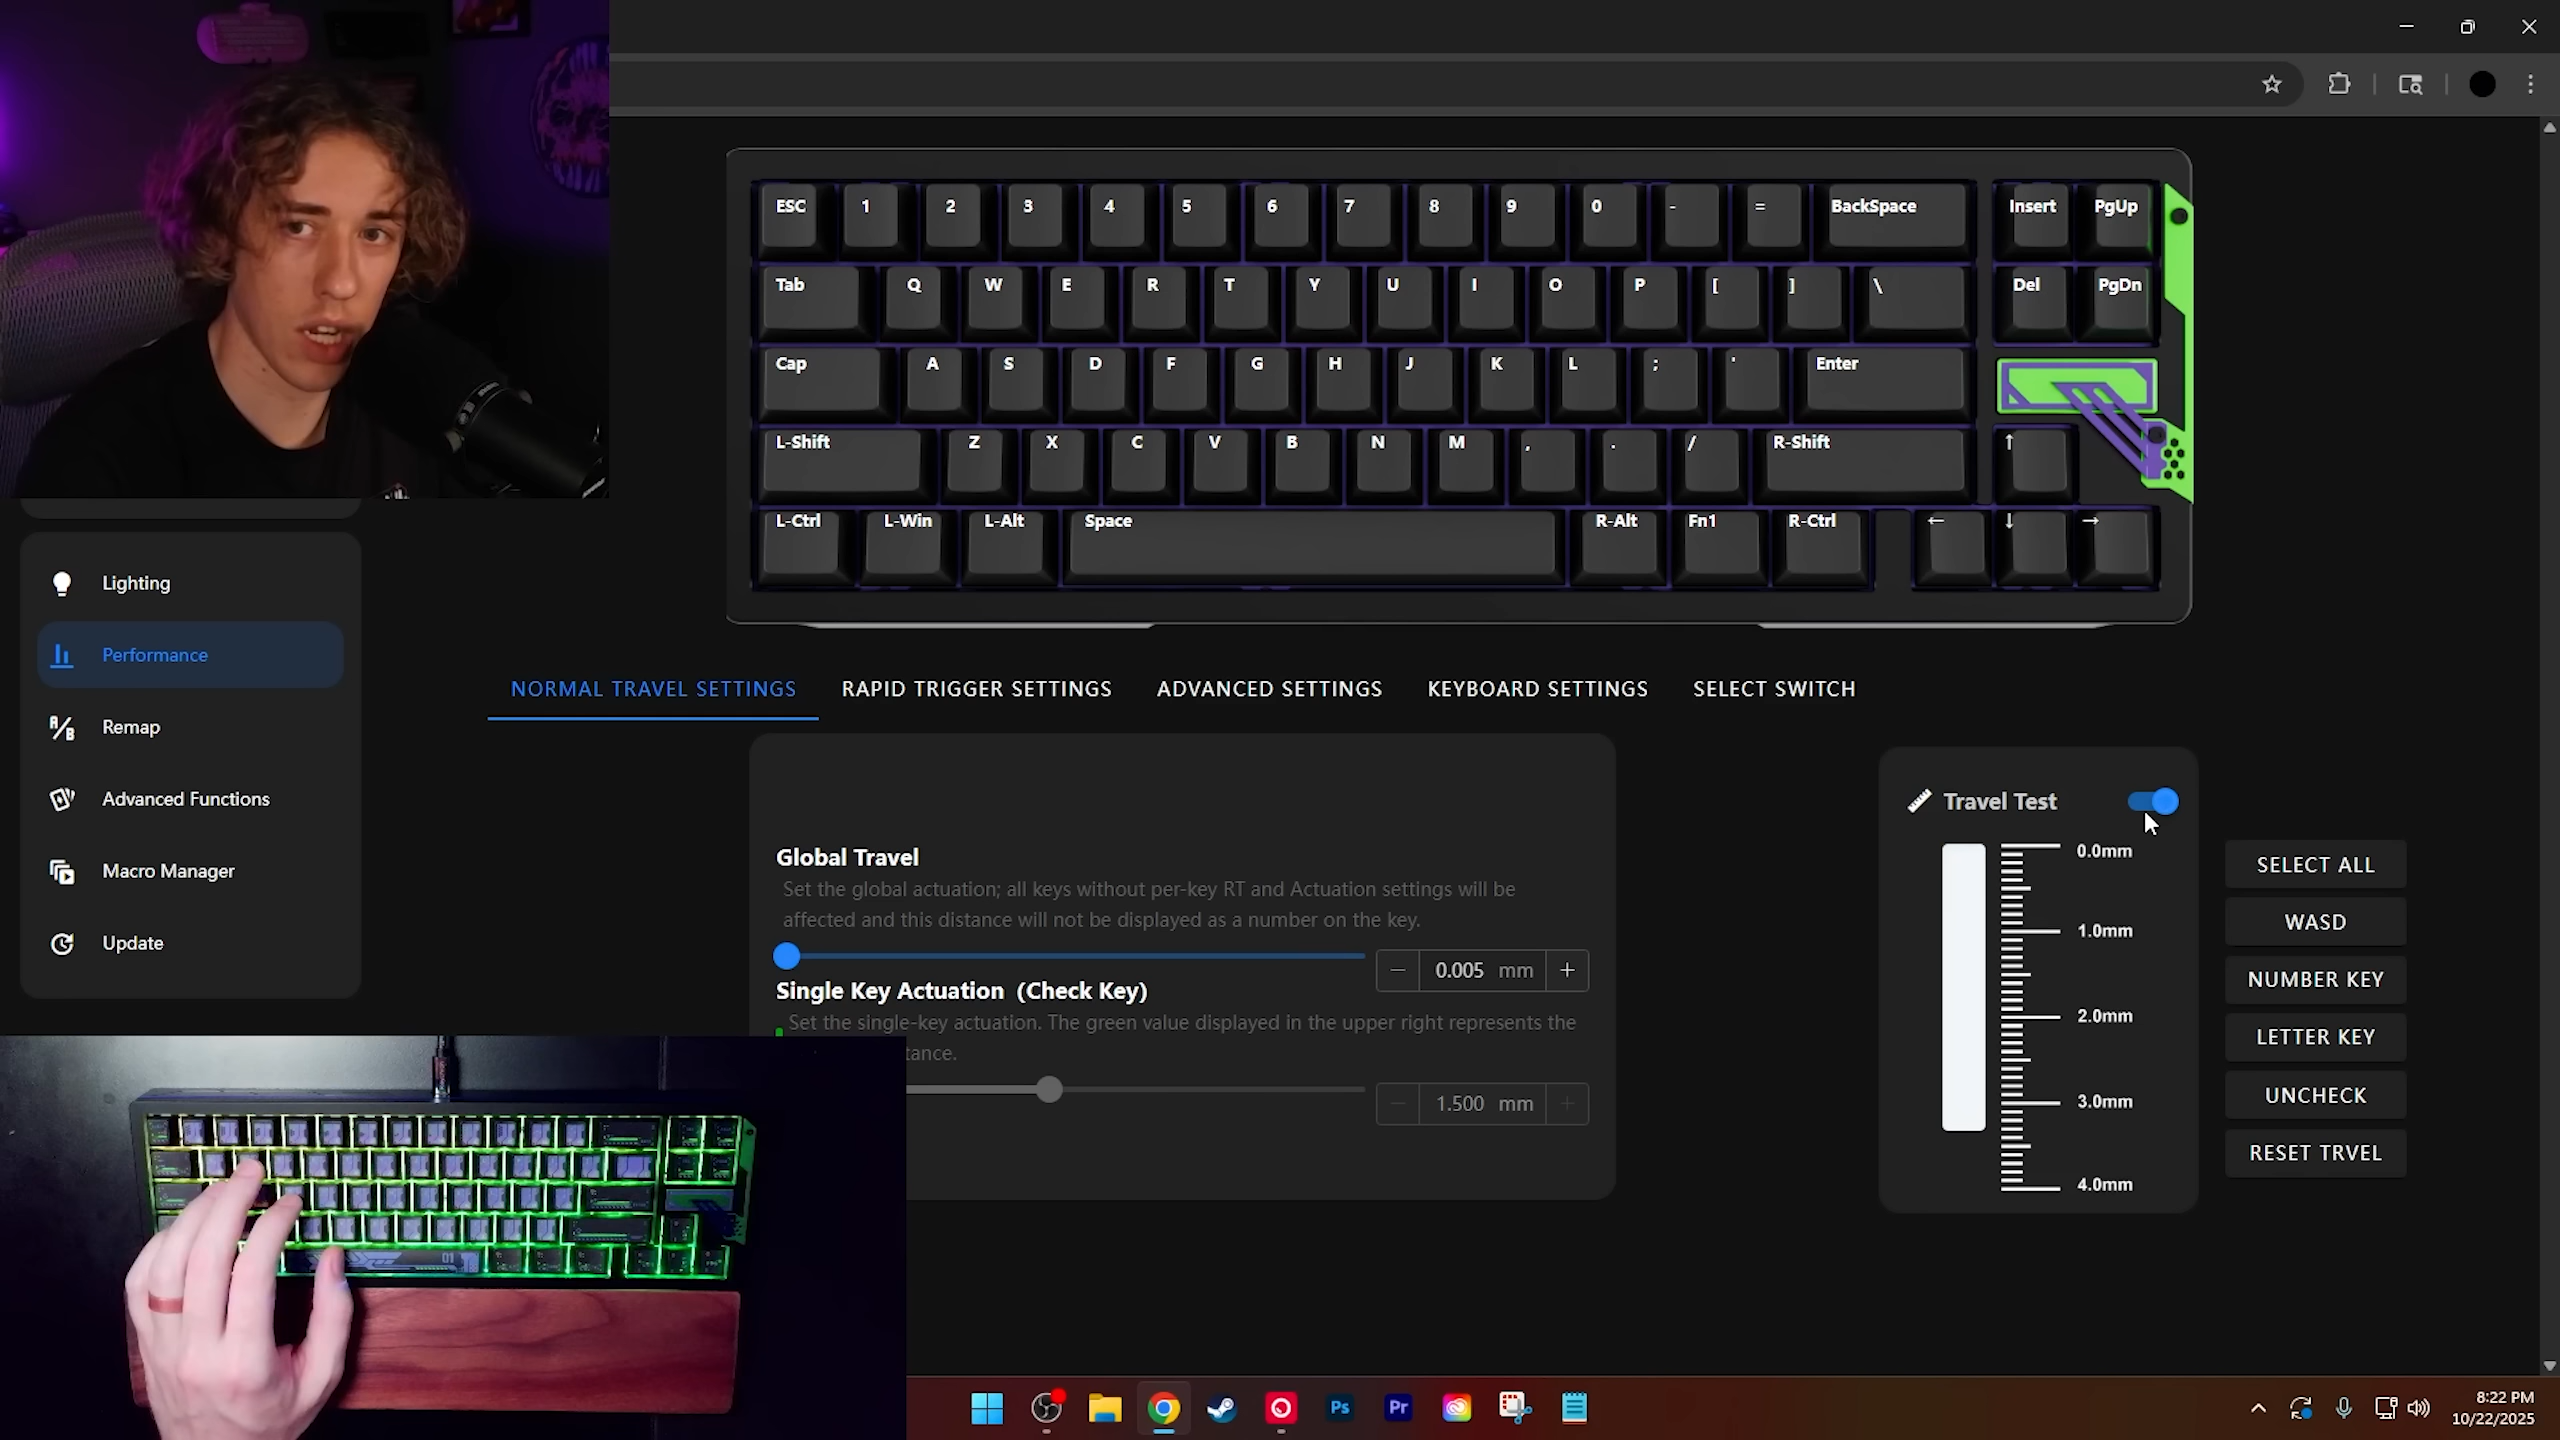 ESC 1 2 3 4 5 6 7 8 9 0 - = BackSpace Insert PgUp
Tab Q W E R T Y U I O P [ ] \ Del PgDn
Cap A S D F G H J K L ; ' Enter
L-Shift Z X C V B N M , . / R-Shift ↑
L-Ctrl L-Win L-Alt Space R-Alt Fn1 R-Ctrl ← ↓ →
Lighting
Performance
Remap
Advanced Functions
Macro Manager
Update
NORMAL TRAVEL SETTINGS RAPID TRIGGER SETTINGS ADVANCED SETTINGS KEYBOARD SETTINGS SELECT SWITCH
Global Travel
Set the global actuation; all keys without per-key RT and Actuation settings will be
affected and this distance will not be displayed as a number on the key.
0.005 mm
Single Key Actuation (Check Key)
Set the single-key actuation. The green value displayed in the upper right represents the
tance.
1.500 mm
Travel Test
0.0mm
1.0mm
2.0mm
3.0mm
4.0mm
SELECT ALL
WASD
NUMBER KEY
LETTER KEY
UNCHECK
RESET TRVEL
01
Ps
Pr
8:22 PM
10/22/2025